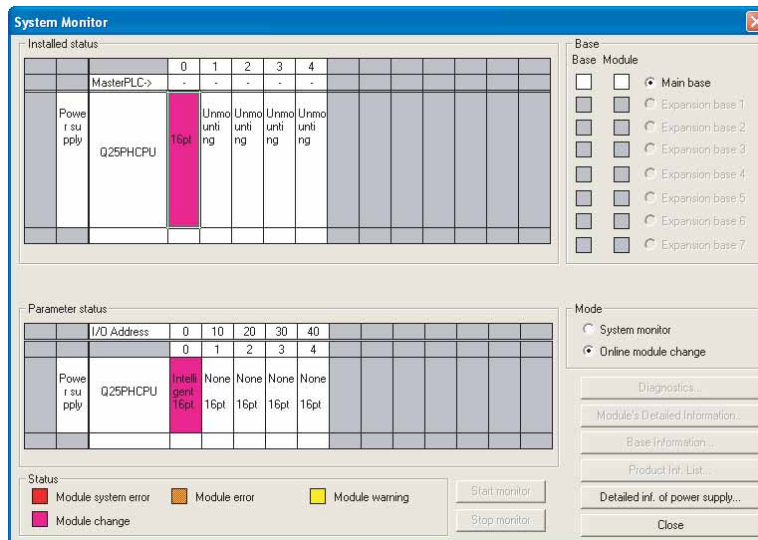 System Monitor
Installed status
0 1 2 3 4
MasterPLC-> - - - - -
Powe
r su
pply
Q25PHCPU
16pt
Unmo
unti
ng
Unmo
unti
ng
Unmo
unti
ng
Unmo
unti
ng
Base
Base Module
Main base
Expansion base 1
Expansion base 2
Expansion base 3
Expansion base 4
Expansion base 5
Expansion base 6
Expansion base 7
Parameter status
I/O Address 0 10 20 30 40
0 1 2 3 4
Powe
r su
pply
Q25PHCPU
Intelli
gent
16pt
None
16pt
None
16pt
None
16pt
None
16pt
Mode
System monitor
Online module change
Diagnostics...
Module's Detailed Information...
Base Information...
Product Inf. List...
Detailed inf. of power supply...
Close
Status
Module system error
Module error
Module warning
Module change
Start monitor
Stop monitor